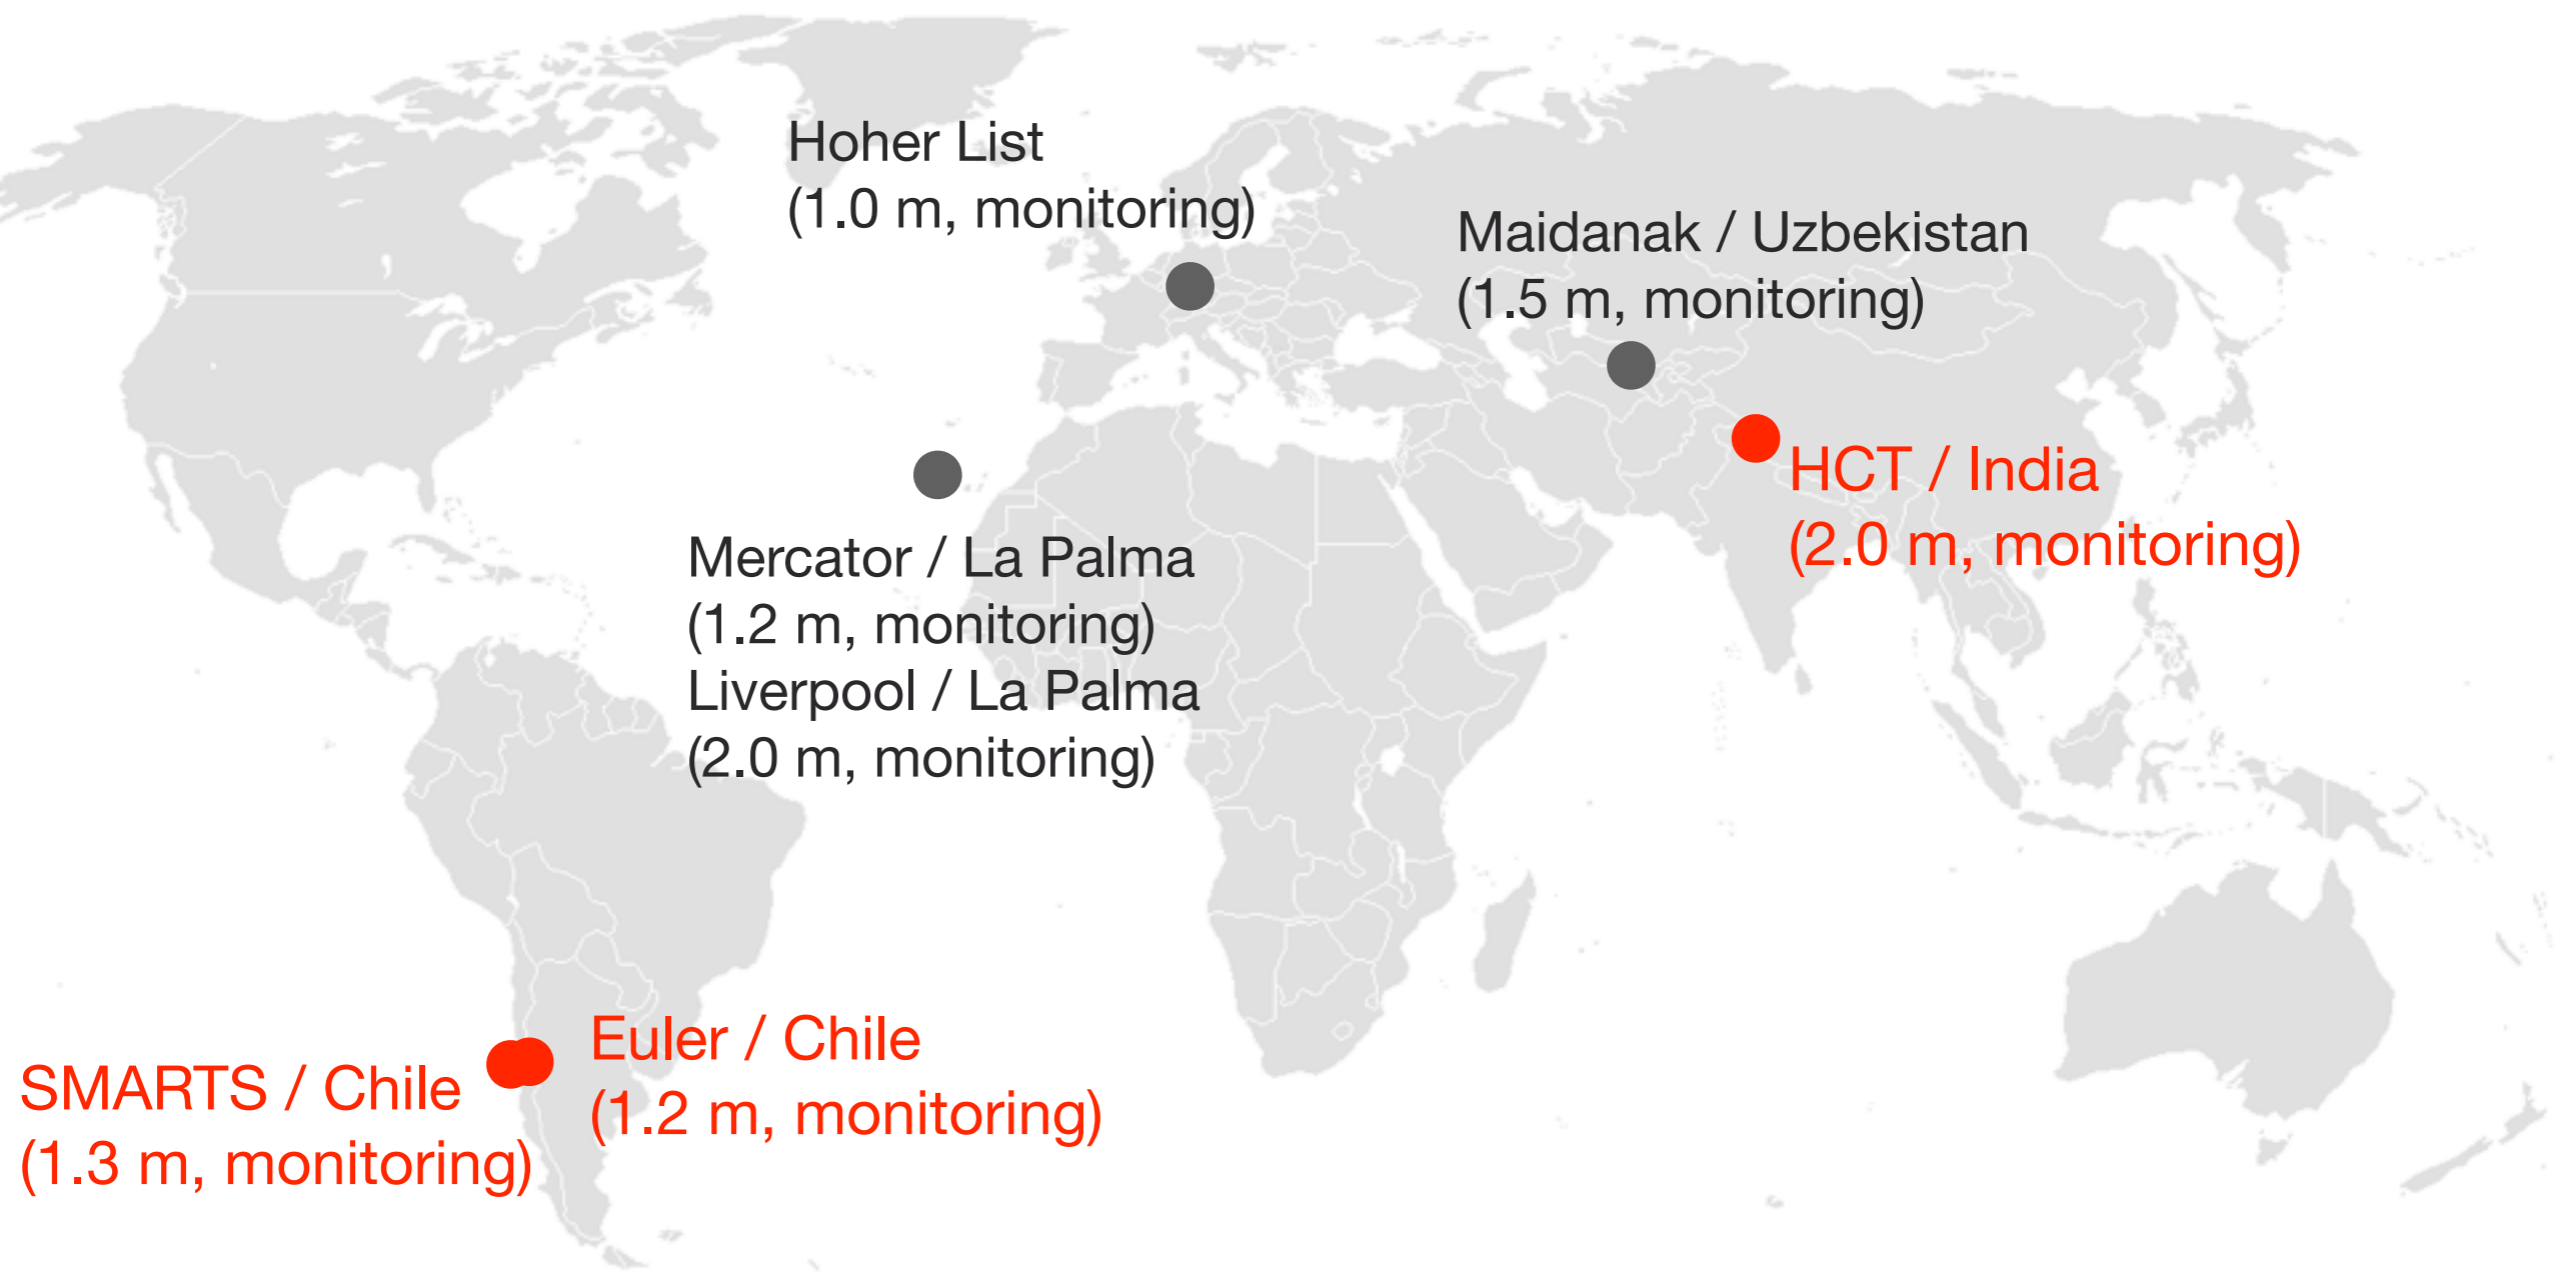 Hoher List
(1.0 m, monitoring)
Maidanak / Uzbekistan
(1.5 m, monitoring)
HCT / India
(2.0 m, monitoring)
Mercator / La Palma
(1.2 m, monitoring)
Liverpool / La Palma
(2.0 m, monitoring)
Euler / Chile
(1.2 m, monitoring)
SMARTS / Chile
(1.3 m, monitoring)